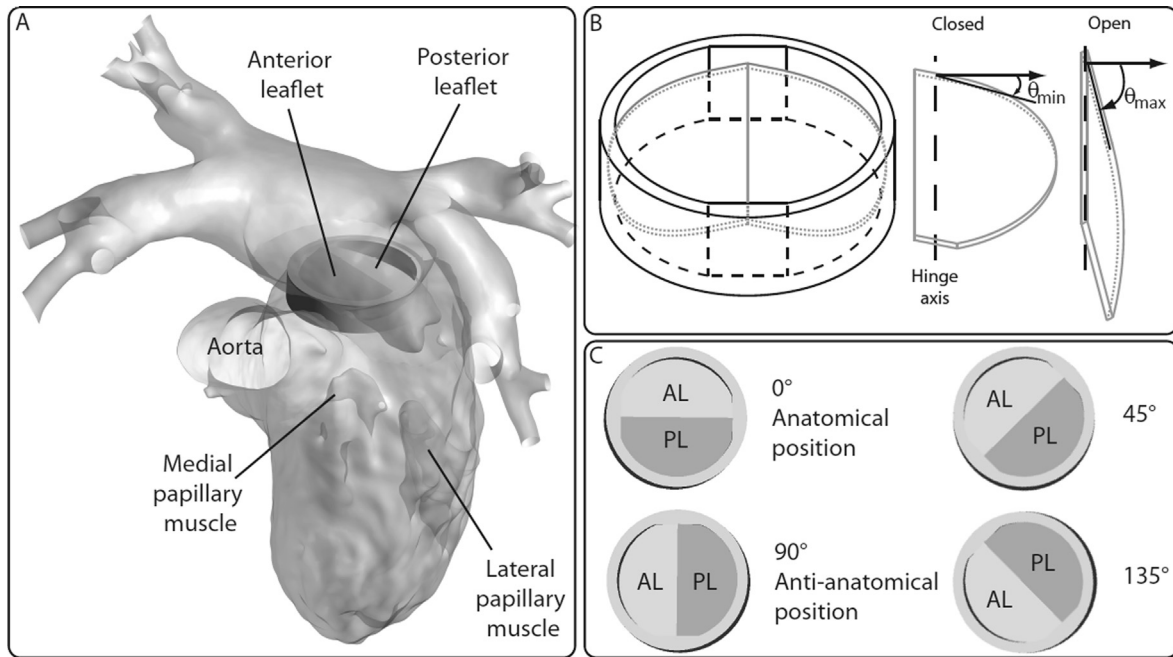 A
Anterior
leaflet
Posterior
leaflet
Aorta
Medial
papillary
muscle
Lateral
papillary
muscle
B
Closed
Open
θmin
θmax
Hinge
axis
C
AL
PL
0°
Anatomical
position
AL
PL
45°
AL
PL
90°
Anti-anatomical
position
PL
AL
135°